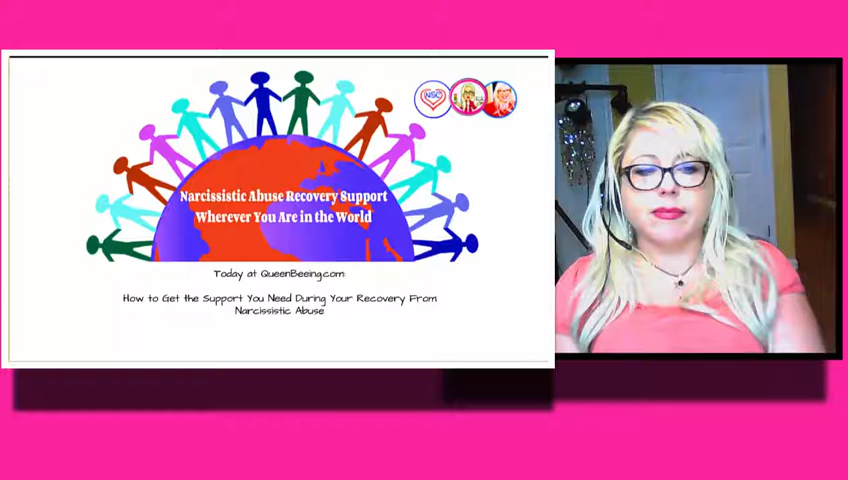 NSC
Narcissistic Abuse Recovery Support
Wherever You Are in the World
Today at QueenBeeing.com:
How to Get the Support You Need During Your Recovery From
Narcissistic Abuse